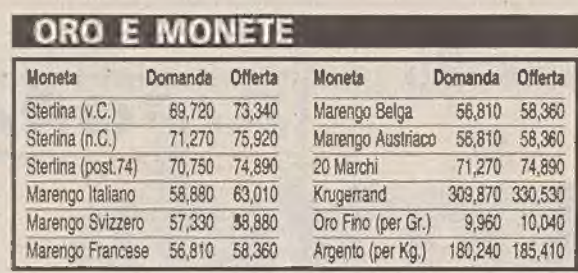 ORO E MONETE
Moneta Domanda Offerta
Sterlina (v.C.) 69,720 73,340
Sterlina (n.C.) 71,270 75,920
Sterlina (post.74) 70,750 74,890
Marengo Italiano 58,880 63,010
Marengo Svizzero 57,330 58,880
Marengo Francese 56,810 58,360
Moneta Domanda Offerta
Marengo Belga 56,810 58,360
Marengo Austriaco 56,810 58,360
20 Marchi 71,270 74,890
Krugerrand 309,870 330,530
Oro Fino (per Gr.) 9,960 10,040
Argento (per Kg.) 180,240 185,410